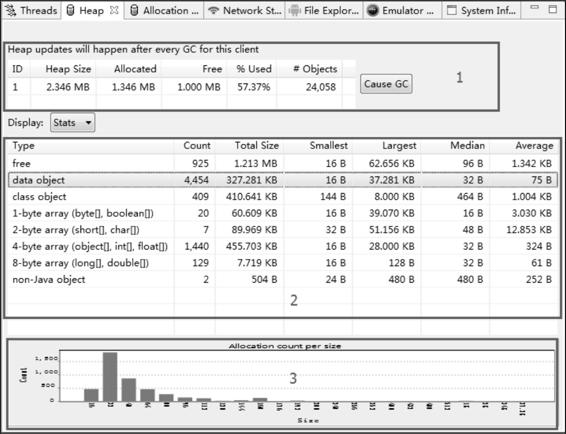 Threads Heap Allocation ... Network St... File Explor... Emulator ... System Inf...
Heap updates will happen after every GC for this client
ID Heap Size Allocated Free % Used # Objects
1 2.346 MB 1.346 MB 1.000 MB 57.37% 24,058 Cause GC 1
Display: Stats
Type Count Total Size Smallest Largest Median Average
free 925 1.213 MB 16 B 62.656 KB 96 B 1.342 KB
data object 4,454 327.281 KB 16 B 37.281 KB 32 B 75 B
class object 409 410.641 KB 144 B 8.000 KB 464 B 1.004 KB
1-byte array (byte[], boolean[]) 20 60.609 KB 16 B 39.070 KB 16 B 3.030 KB
2-byte array (short[], char[]) 7 89.969 KB 32 B 51.156 KB 48 B 12.853 KB
4-byte array (object[], int[], float[]) 1,440 455.703 KB 16 B 28.000 KB 32 B 324 B
8-byte array (long[], double[]) 129 7.719 KB 16 B 128 B 32 B 61 B
non-Java object 2 504 B 24 B 480 B 480 B 252 B
2
Allocation count per size
Count
1,500
1,000
500
0
3
Size